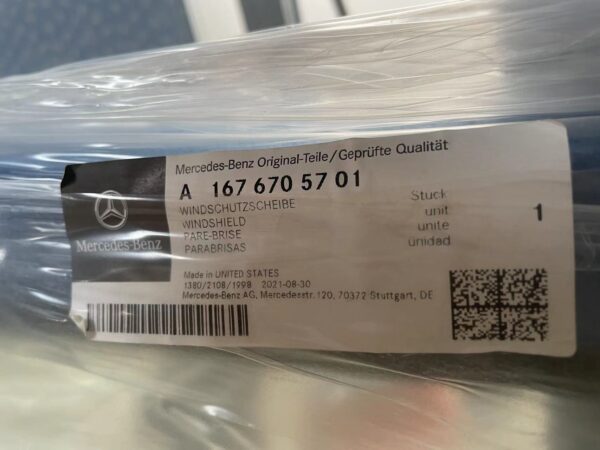 Mercedes-Benz Original-Teile/Geprüfte Qualität
A 167 670 57 01
WINDSCHUTZSCHEIBE
WINDSHIELD
PARE-BRISE
PARABRISAS
Stuck
unit
unite
unidad
1
Mercedes-Benz
Made in UNITED STATES
1380/2108/1998 2021-08-30
Mercedes-Benz AG, Mercedesstr.120, 70372 Stuttgart, DE